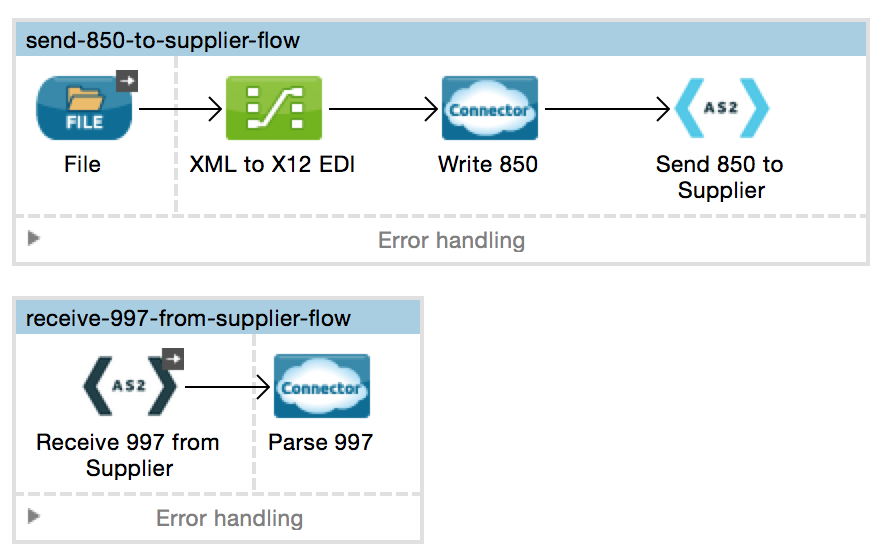 send-850-to-supplier-flow
FILE
Connector
AS2
File
XML to X12 EDI
Write 850
Send 850 to
Supplier
Error handling
receive-997-from-supplier-flow
AS2
Connector
Receive 997 from
Supplier
Parse 997
Error handling